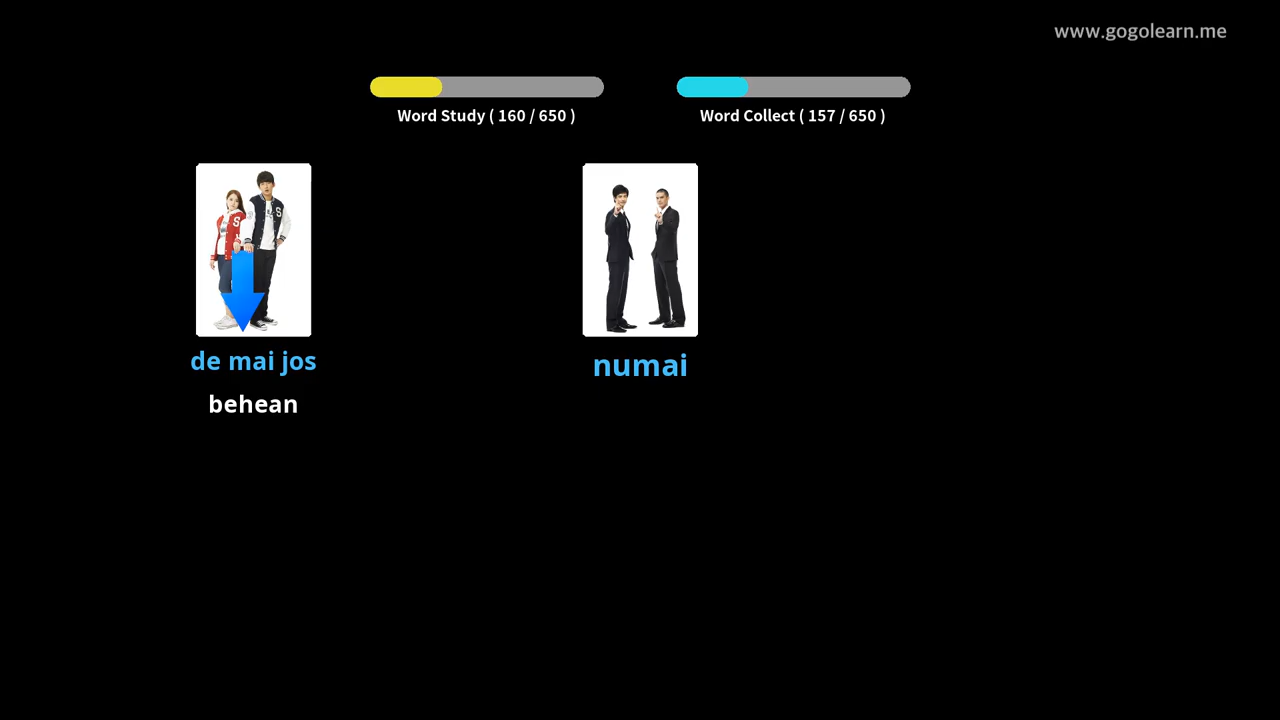 www.gogolearn.me
Word Study ( 160 / 650 )
Word Collect ( 157 / 650 )
S
S
de mai jos
numai
behean